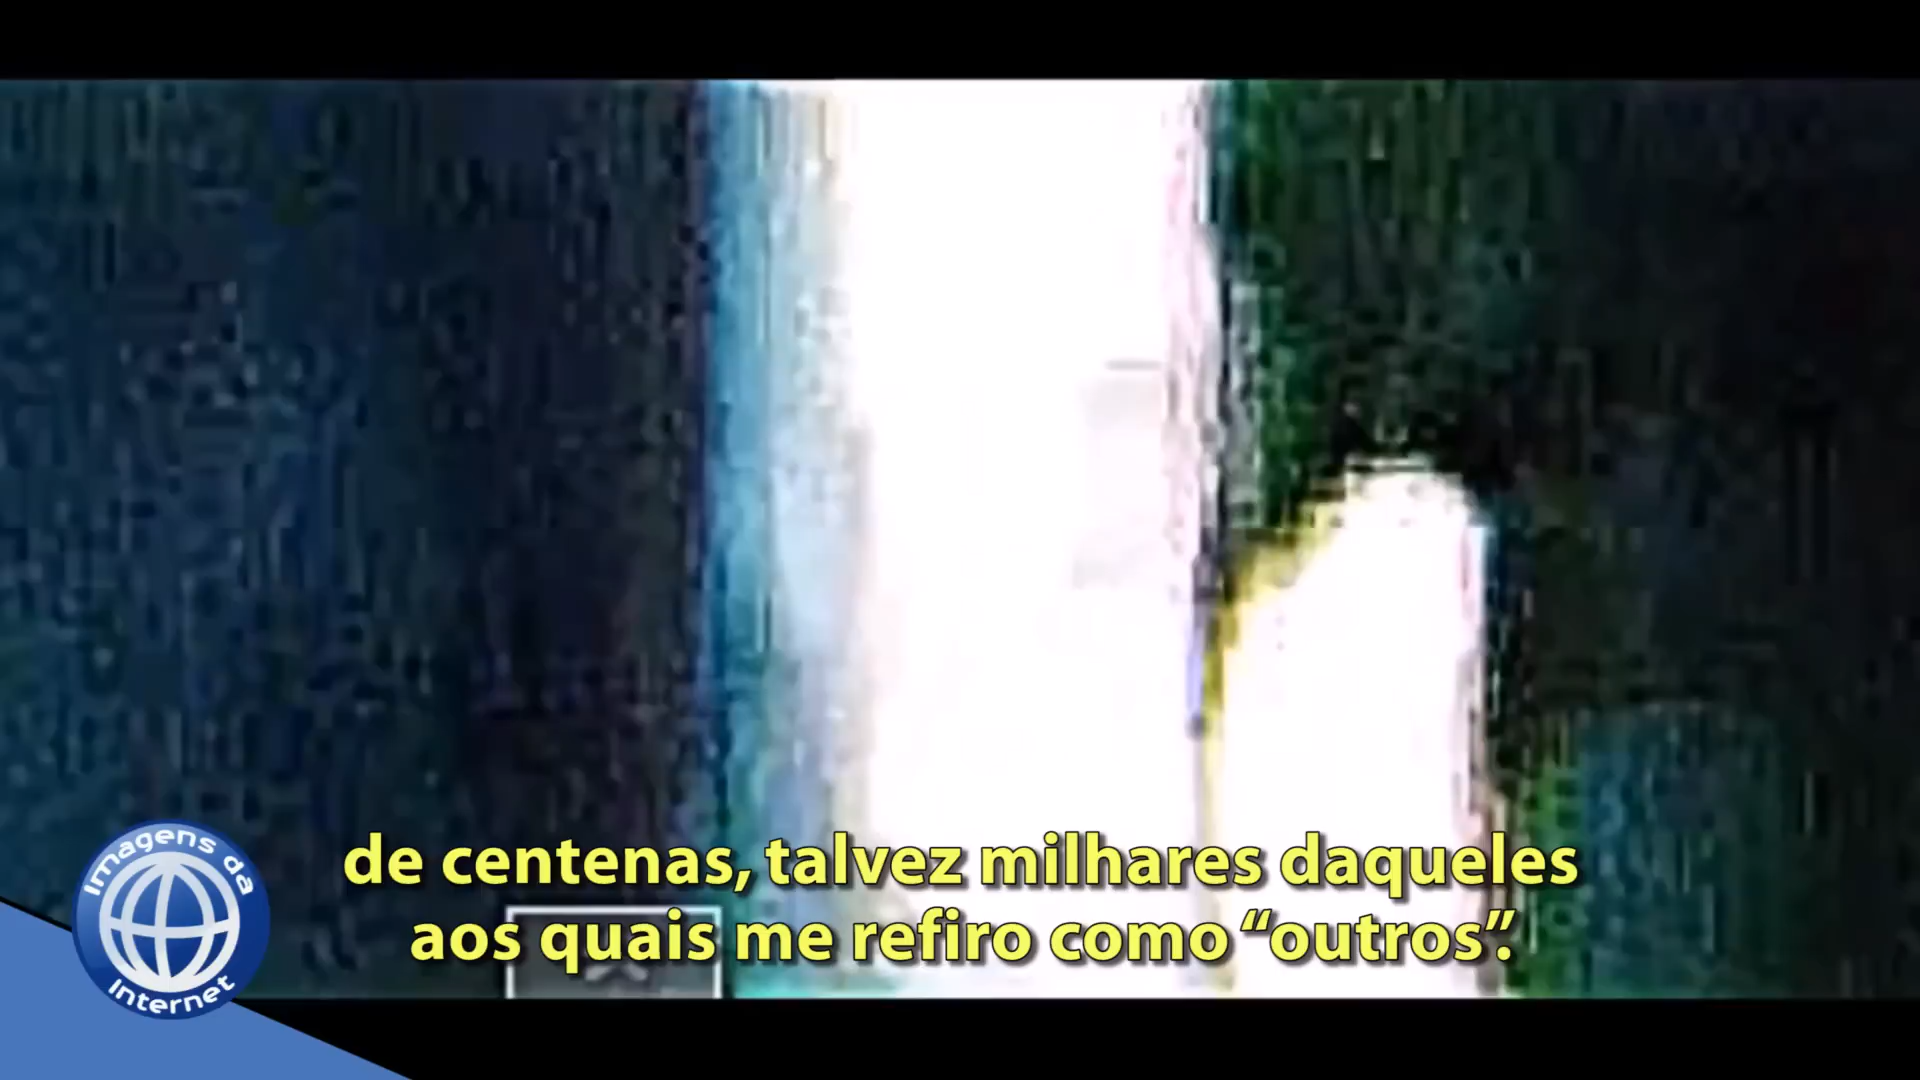 de centenas, talvez milhares daqueles
aos quais me refiro como “outros”.
Imagens da
Internet